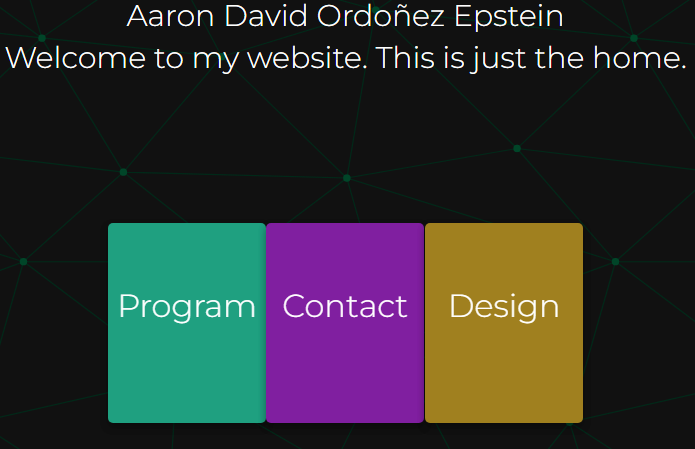 Aaron David Ordoñez Epstein
Welcome to my website. This is just the home.
Program Contact Design